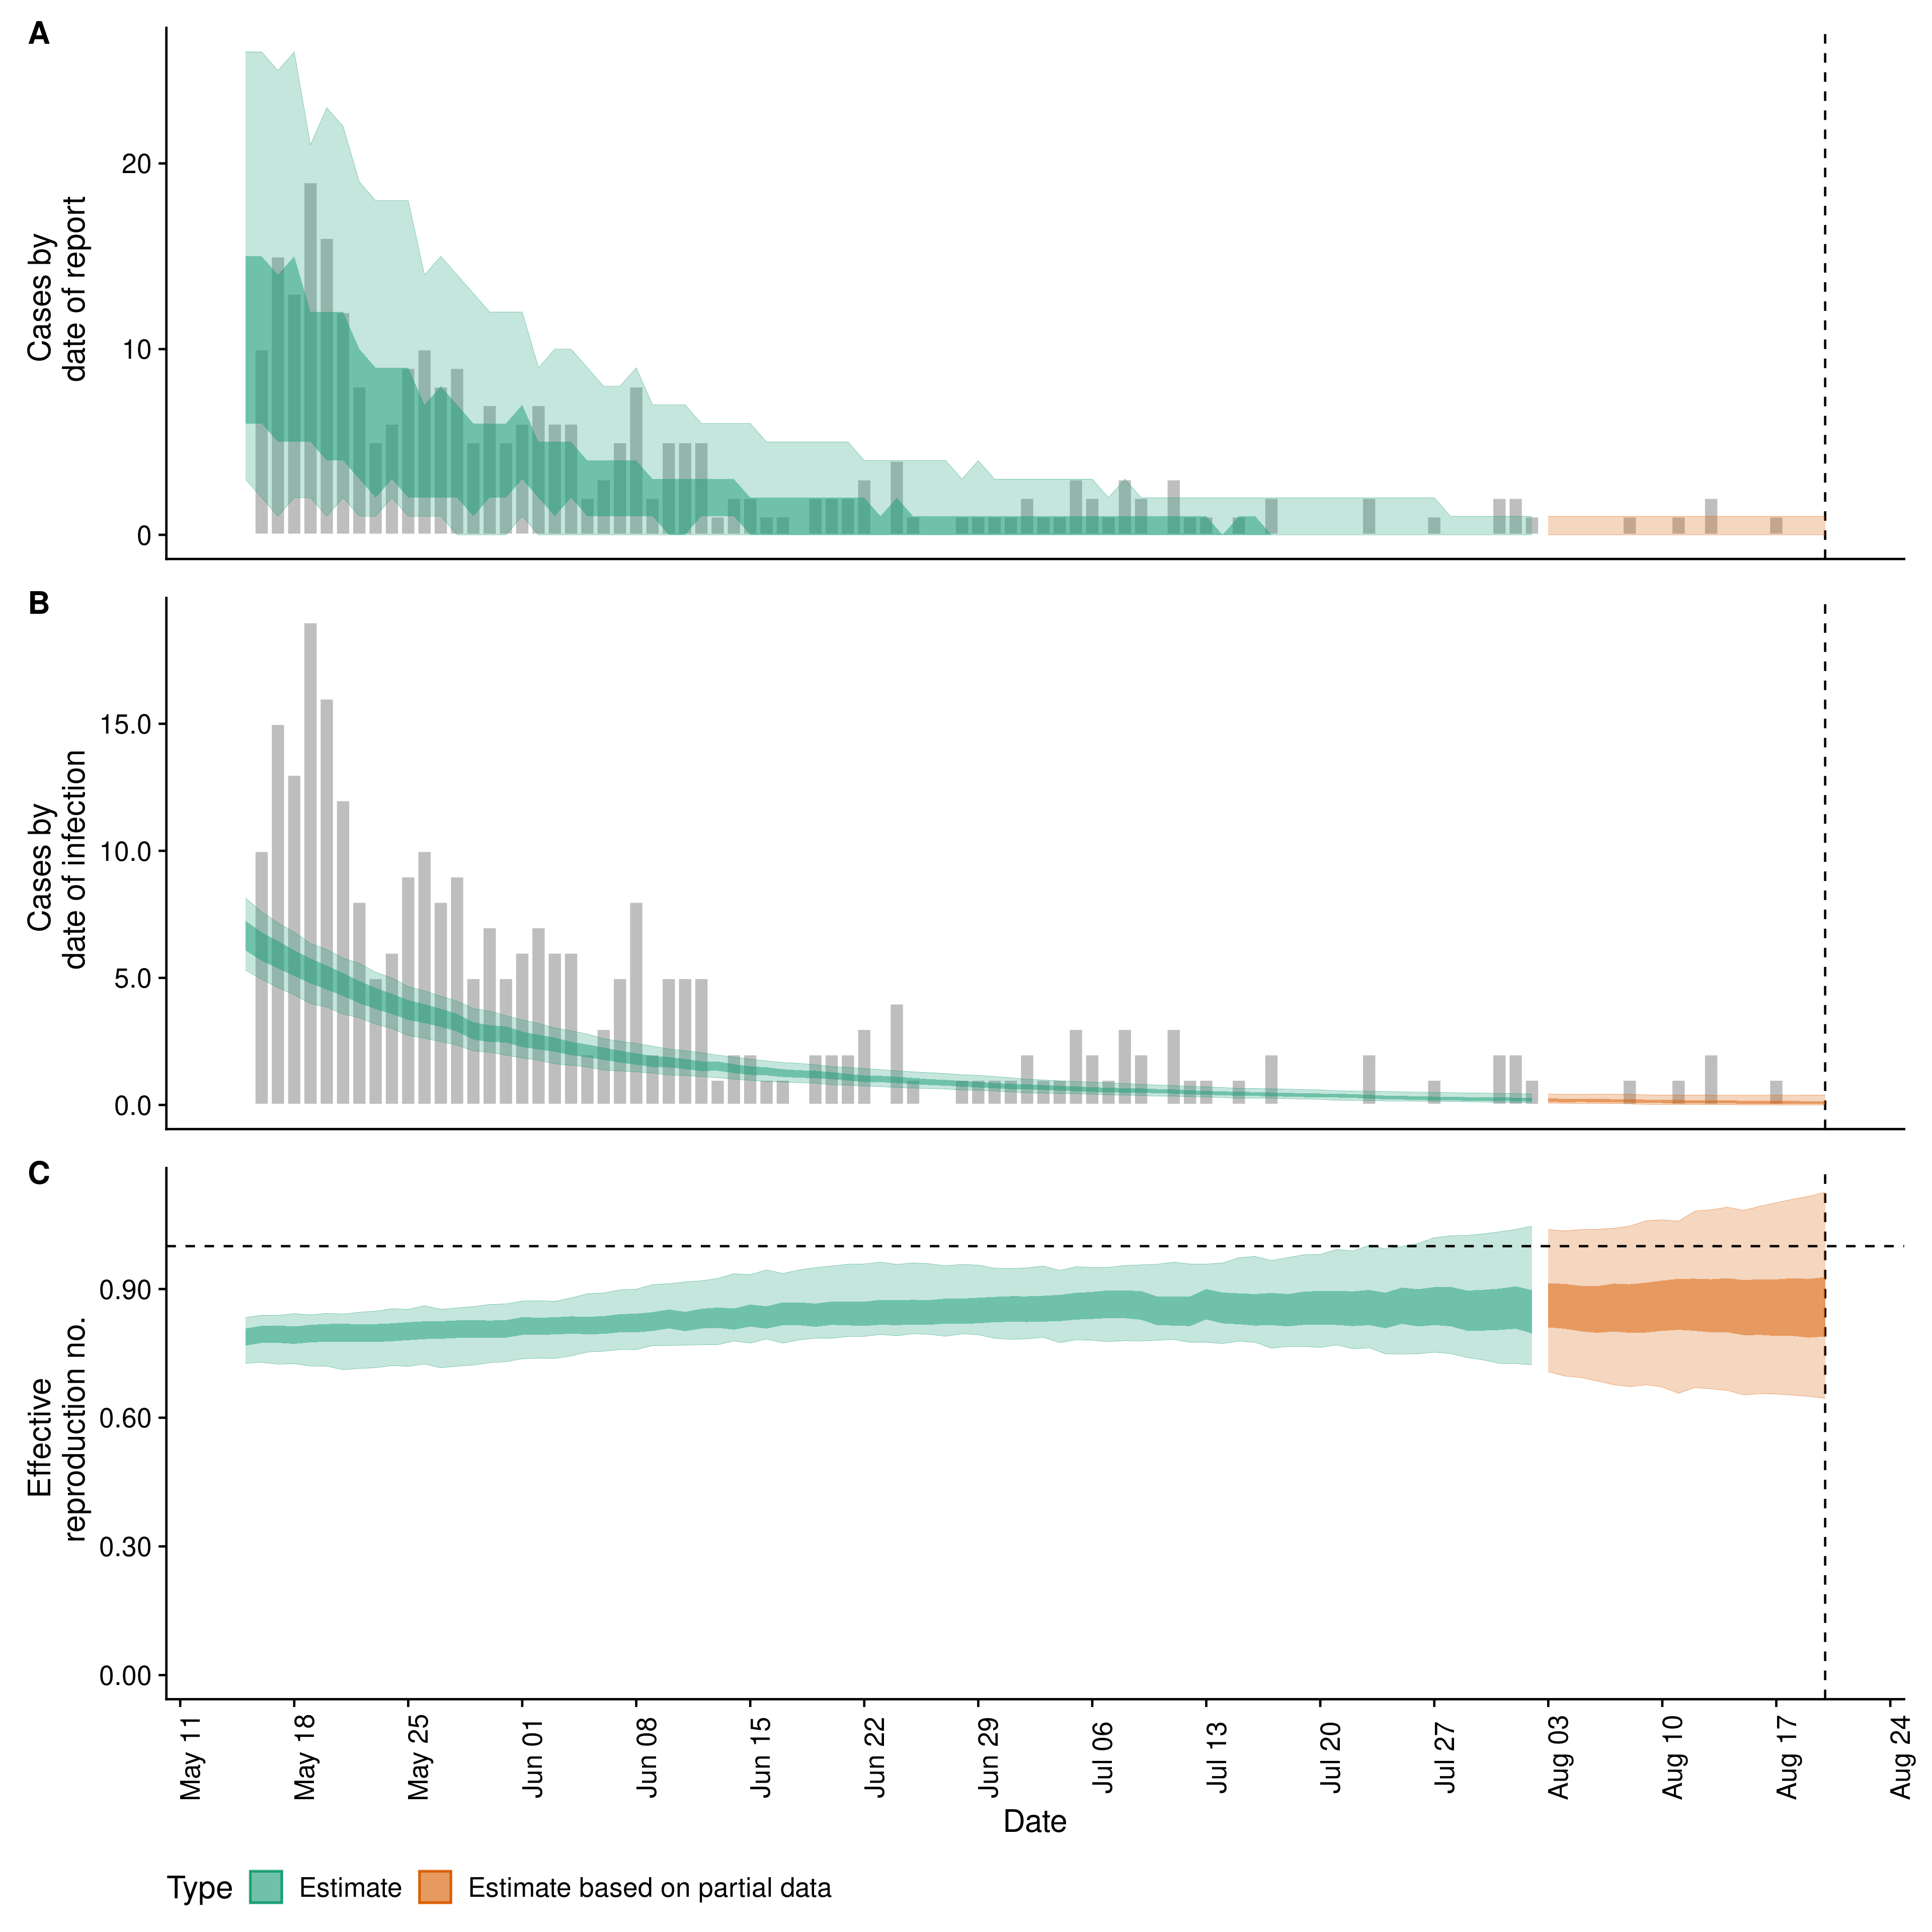 A
Cases by
date of report
20
10
0
B
Cases by
date of infection
15.0
10.0
5.0
0.0
C
Effective
reproduction no.
0.90
0.60
0.30
0.00
May 11
May 18
May 25
Jun 01
Jun 08
Jun 15
Jun 22
Jun 29
Jul 06
Jul 13
Jul 20
Jul 27
Aug 03
Aug 10
Aug 17
Aug 24
Date
Type Estimate Estimate based on partial data